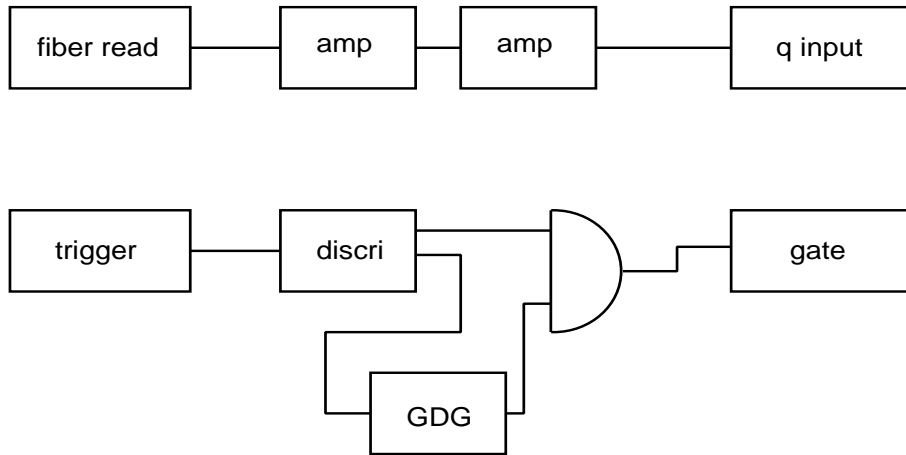 fiber read
amp
amp
q input
trigger
discri
gate
GDG